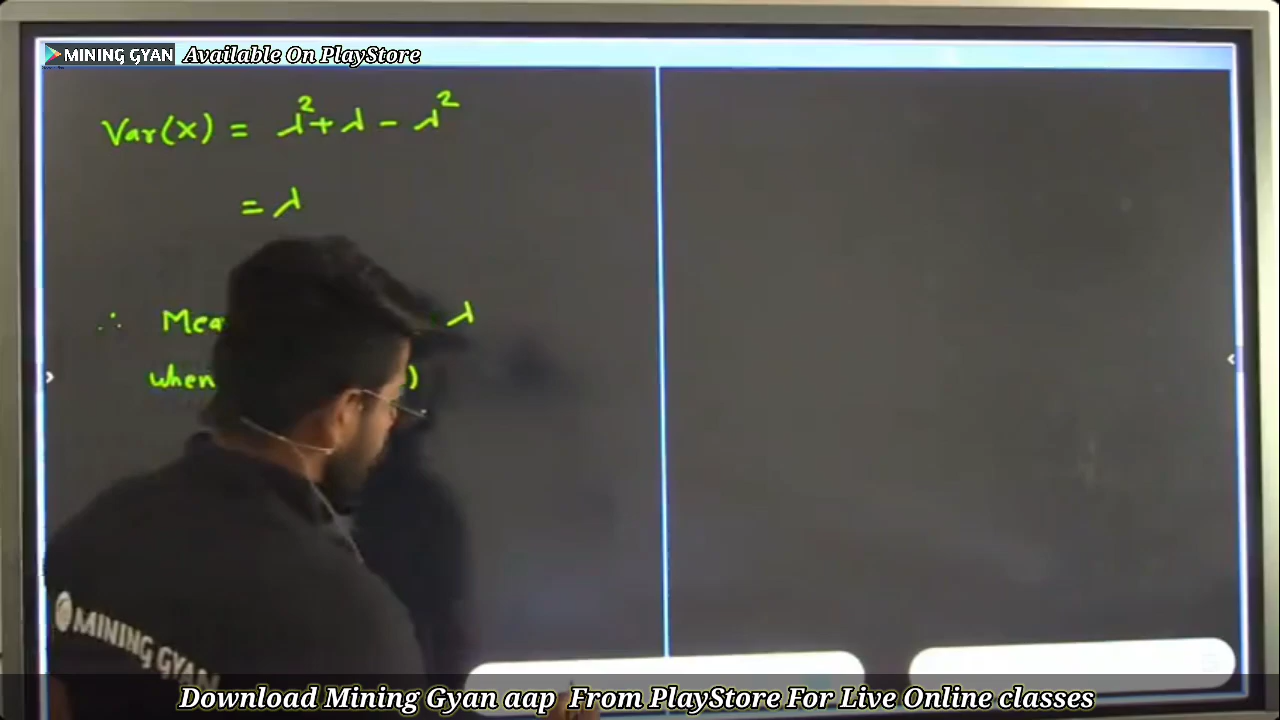 MINING GYAN Available On PlayStore
Var(X) = λ² + λ - λ²
= λ
∴ λ
when )
MINING GYAN
Download Mining Gyan aap From PlayStore For Live Online classes